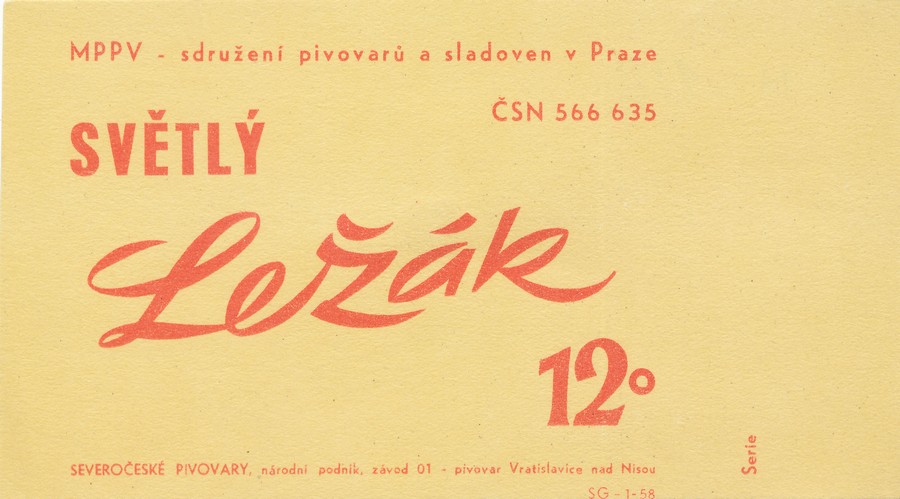 MPPV - sdružení pivovarů a sladoven v Praze
ČSN 566 635
SVĚTLÝ
Ležák
12°
SEVEROČESKÉ PIVOVARY, národní podnik, závod 01 - pivovar Vratislavice nad Nisou
SG - 1-58
Serie